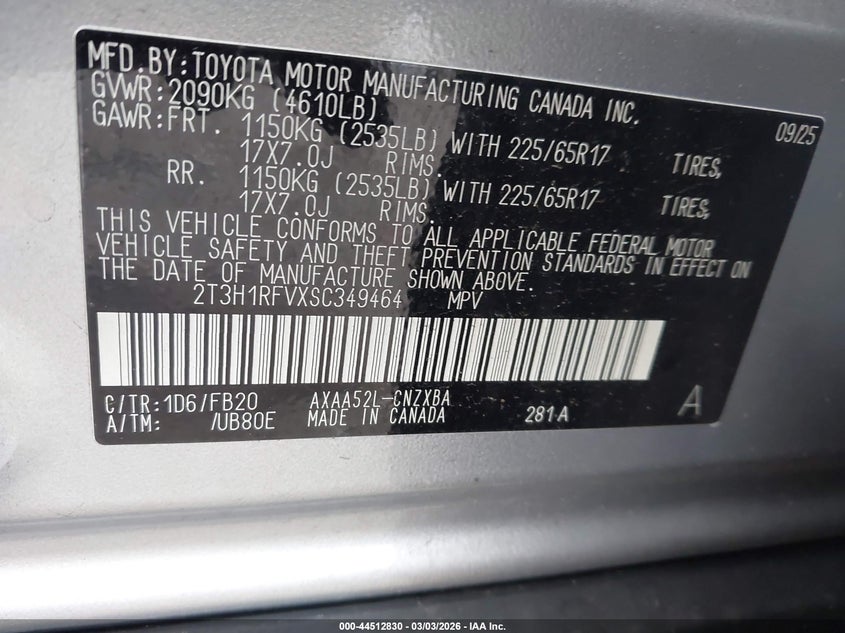 MFD.BY:TOYOTA MOTOR MANUFACTURING CANADA INC.
GVWR:2090KG (4610LB) 09/25
GAWR:FRT. 1150KG (2535LB) WITH 225/65R17 TIRES,
17X7.0J RIMS.
RR. 1150KG (2535LB) WITH 225/65R17 TIRES,
17X7.0J RIMS.
THIS VEHICLE CONFORMS TO ALL APPLICABLE FEDERAL MOTOR
VEHICLE SAFETY AND THEFT PREVENTION STANDARDS IN EFFECT ON
THE DATE OF MANUFACTURE SHOWN ABOVE.
2T3H1RFVXSC349464 MPV
C/TR:1D6/FB20 AXAA52L-CNZXBA
A/TM: /UB80E MADE IN CANADA 281A A
000-44512830 - 03/03/2026 - IAA Inc.